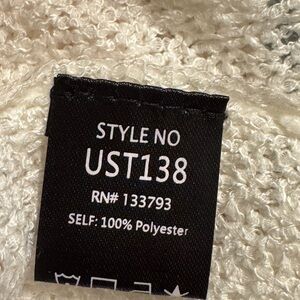 STYLE NO
UST138
RN# 133793
SELF: 100% Polyester